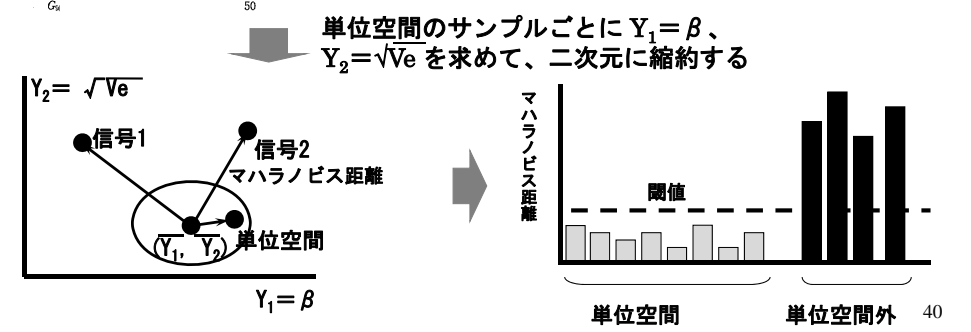 50
単位空間のサンプルごとに Y₁＝β、
Y₂＝√Ve を求めて、二次元に縮約する
Y₂＝ √Ve
信号1
信号2
マハラノビス距離
単位空間
(Y₁, Y₂)
Y₁＝β
マハラノビス距離
閾値
単位空間
単位空間外
40